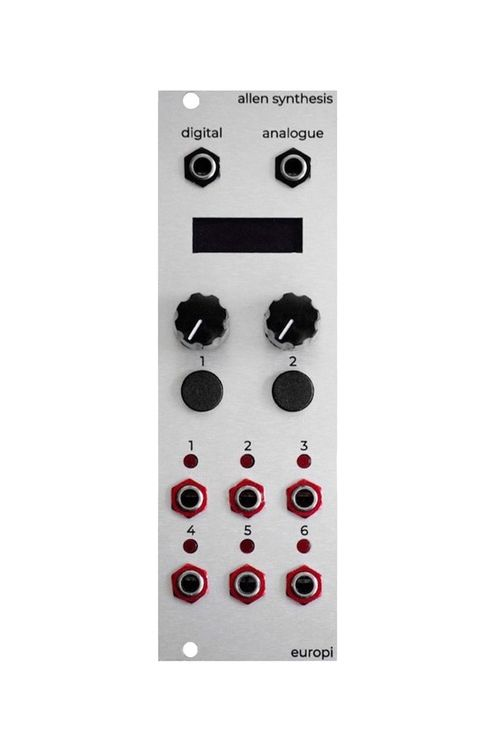 allen synthesis
digital analogue
1 2
1 2 3
4 5 6
europi